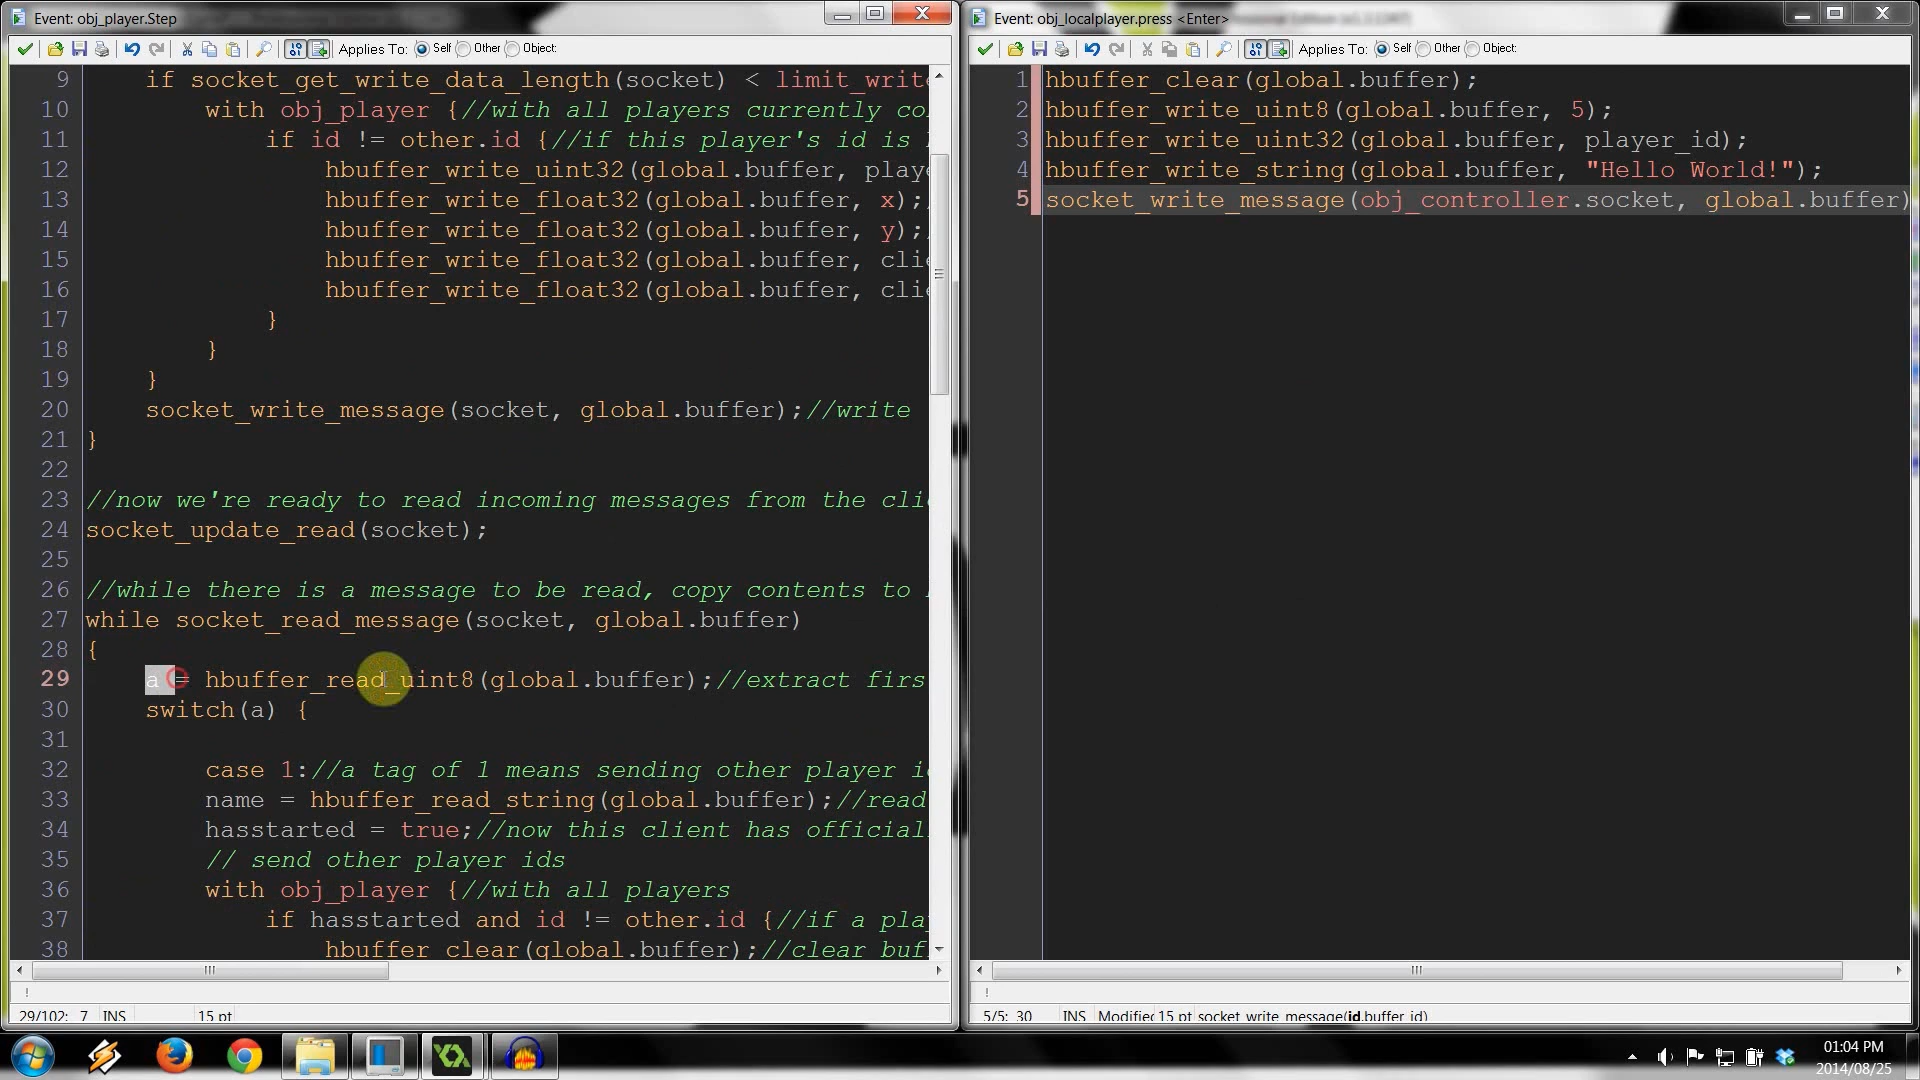 Event: obj_player.Step
Applies To: Self Other Object:
9 if socket_get_write_data_length(socket) <
10 with obj_player {//with all players currently
11 if id != other.id {//if this player's id is
12 hbuffer_write_uint32(global.buffer,
13 hbuffer_write_float32(global.buffer, x);
14 hbuffer_write_float32(global.buffer, y);
15 hbuffer_write_float32(global.buffer,
16 hbuffer_write_float32(global.buffer,
17 }
18 }
19 }
20 socket_write_message(socket, global.buffer);//write
21 }
22
23 //now we're ready to read incoming messages from the
24 socket_update_read(socket);
25
26 //while there is a message to be read, copy contents to
27 while socket_read_message(socket, global.buffer)
28 {
29 a = hbuffer_read_uint8(global.buffer);//extract
30 switch(a) {
31
32 case 1://a tag of 1 means sending other player
33 name = hbuffer_read_string(global.buffer);//read
34 hasstarted = true;//now this client has
35 // send other player ids
36 with obj_player {//with all players
37 if hasstarted and id != other.id {//if a
38 hbuffer_clear(global.buffer);//clear
!
29/102: 7 INS 15 pt
Event: obj_localplayer.press <Enter>
Applies To: Self Other Object:
1 hbuffer_clear(global.buffer);
2 hbuffer_write_uint8(global.buffer, 5);
3 hbuffer_write_uint32(global.buffer, player_id);
4 hbuffer_write_string(global.buffer, "Hello World!");
5 socket_write_message(obj_controller.socket, global.buffer)
!
5/5: 30 INS Modified 15 pt socket_write_message(id,buffer_id)
01:04 PM
2014/08/25